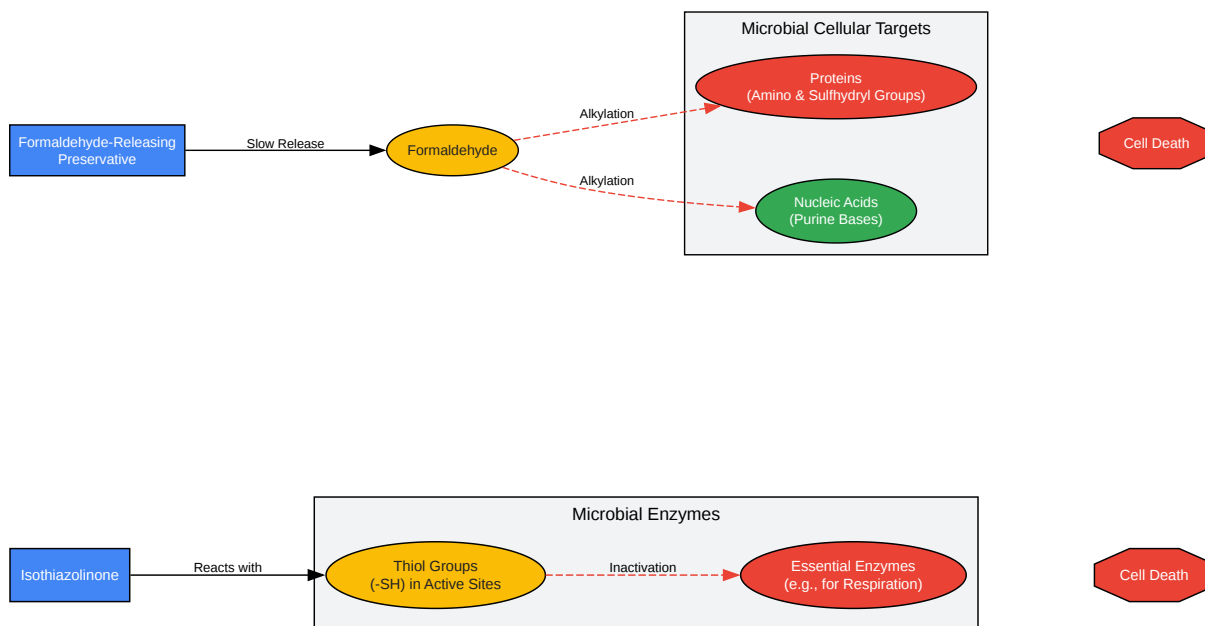 Microbial Cellular Targets
Proteins
(Amino & Sulfhydryl Groups)
Alkylation
Formaldehyde-Releasing
Preservative
Slow Release
Formaldehyde
Cell Death
Alkylation
Nucleic Acids
(Purine Bases)
Microbial Enzymes
Isothiazolinone
Reacts with
Thiol Groups
(-SH) in Active Sites
Inactivation
Essential Enzymes
(e.g., for Respiration)
Cell Death